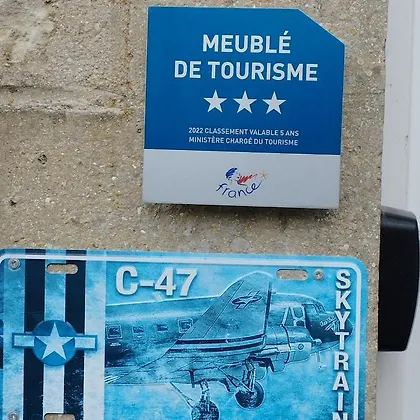 MEUBLÉ
DE TOURISME
2022 CLASSEMENT VALABLE 5 ANS
MINISTÈRE CHARGÉ DU TOURISME
france
C-47
SKYTRAIN